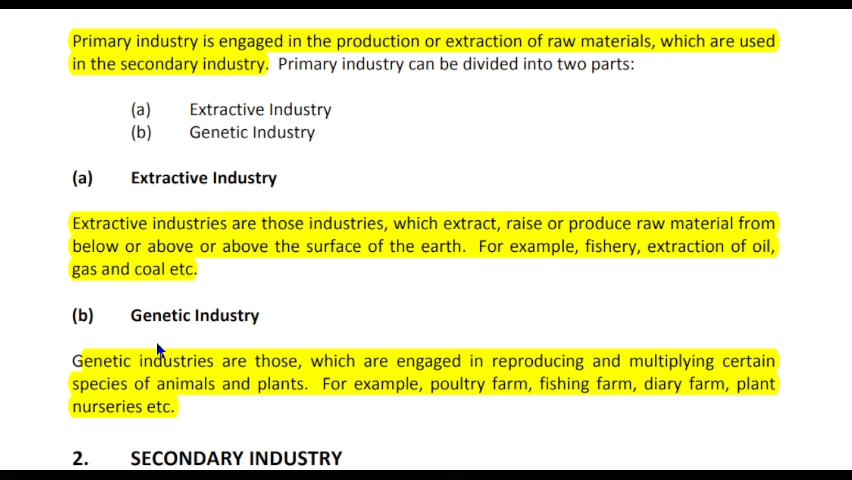 Primary industry is engaged in the production or extraction of raw materials, which are used
in the secondary industry. Primary industry can be divided into two parts:
(a) Extractive Industry
(b) Genetic Industry
(a) Extractive Industry
Extractive industries are those industries, which extract, raise or produce raw material from
below or above or above the surface of the earth. For example, fishery, extraction of oil,
gas and coal etc.
(b) Genetic Industry
Genetic industries are those, which are engaged in reproducing and multiplying certain
species of animals and plants. For example, poultry farm, fishing farm, diary farm, plant
nurseries etc.
2. SECONDARY INDUSTRY